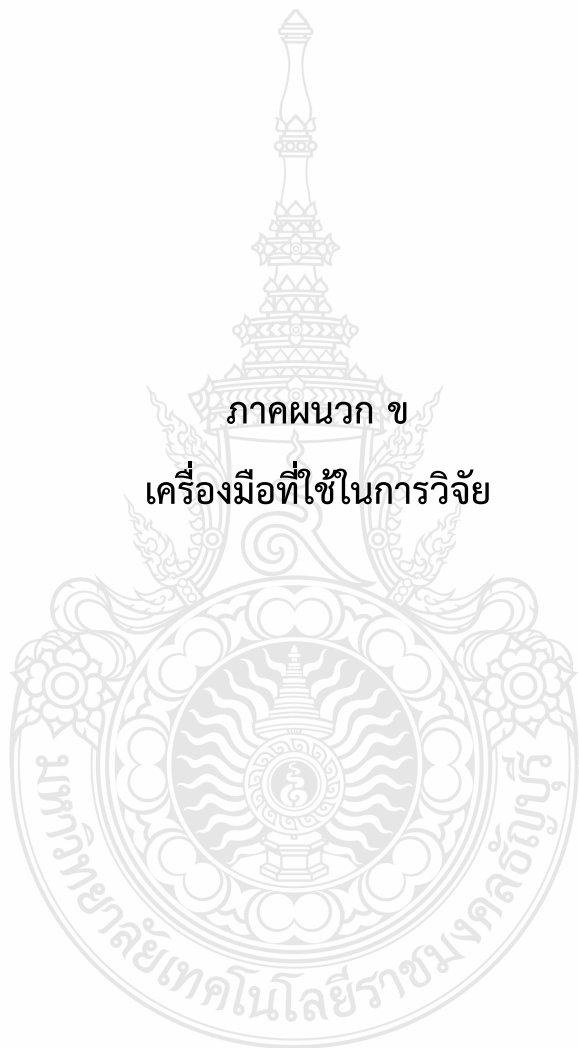 ภาคผนวก ข
เครื่องมือที่ใช้ในการวิจัย
มหาวิทยาลัยเทคโนโลยีราชมงคลธัญบุรี